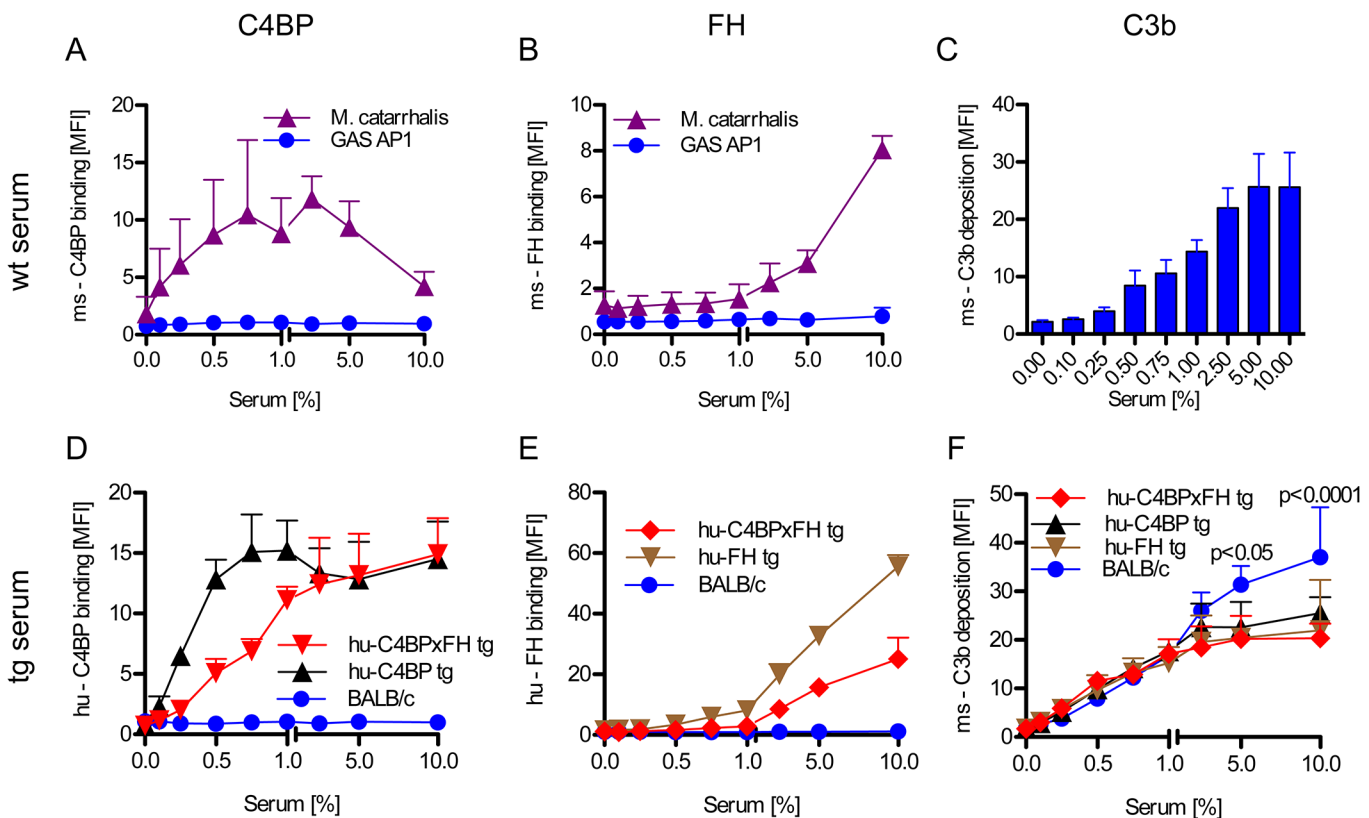 C4BP
FH
C3b
wt serum
A
ms - C4BP binding [MFI]
20
15
10
5
0
M. catarrhalis
GAS AP1
0.0
0.5
1.0
5.0
10.0
Serum [%]
B
ms - FH binding [MFI]
10
8
6
4
2
0
M. catarrhalis
GAS AP1
0.0
0.5
1.0
5.0
10.0
Serum [%]
C
ms - C3b deposition [MFI]
40
30
20
10
0
0.00
0.10
0.25
0.50
0.75
1.00
2.50
5.00
10.00
Serum [%]
tg serum
D
hu - C4BP binding [MFI]
20
15
10
5
0
hu-C4BPxFH tg
hu-C4BP tg
BALB/c
0.0
0.5
1.0
5.0
10.0
Serum [%]
E
hu - FH binding [MFI]
80
60
40
20
0
hu-C4BPxFH tg
hu-FH tg
BALB/c
0.0
0.5
1.0
5.0
10.0
Serum [%]
F
ms - C3b deposition [MFI]
50
40
30
20
10
0
hu-C4BPxFH tg
hu-C4BP tg
hu-FH tg
BALB/c
p<0.0001
p<0.05
0.0
0.5
1.0
5.0
10.0
Serum [%]